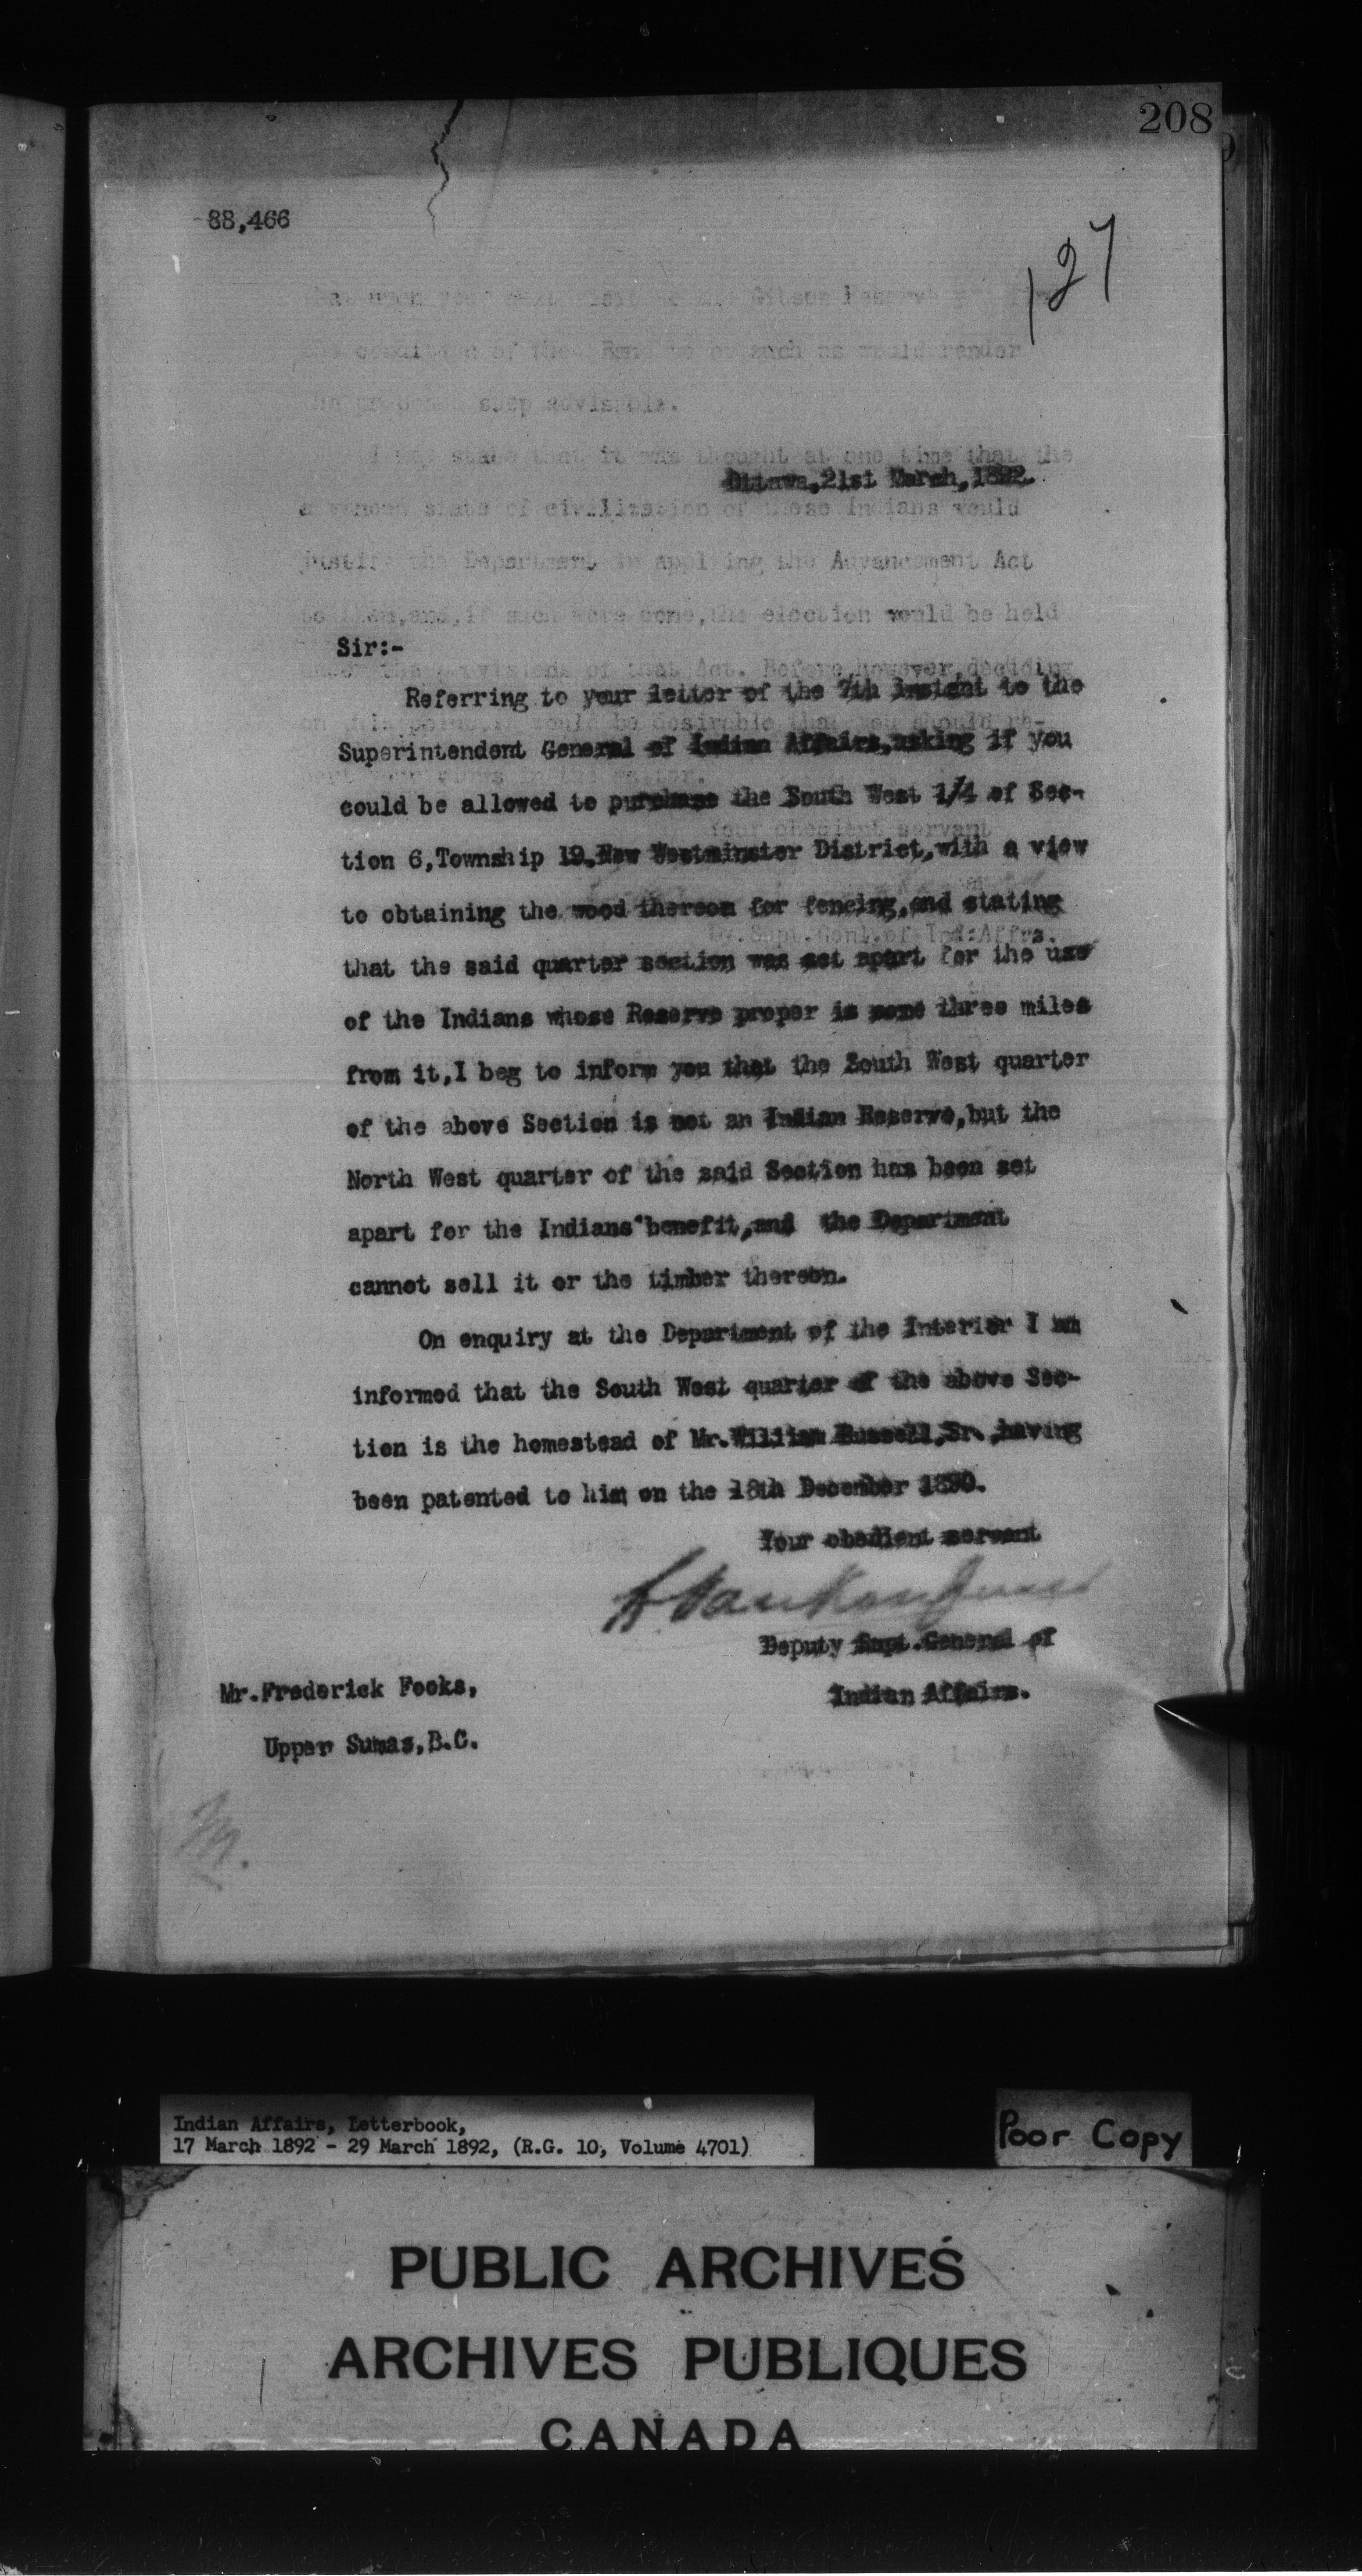 208
88,466
127
Ottawa,21st March,1892.
Sir:-
Referring to your letter of the 7th insight to the
Superintendent General of Indian Affairs,asking if you
could be allowed to purchase the South West 1/4 of Sec-
tion 6,Township 19,New Westminster District,with a view
to obtaining the wood thereon for fencing,and stating
that the said quarter section was set apart for the use
of the Indians whose Reserve proper is some three miles
from it,I beg to inform you that the South West quarter
of the above Section is not an Indian Reserve,but the
North West quarter of the said Section has been set
apart for the Indians' benefit,and the Department
cannot sell it or the timber thereon.
On enquiry at the Department of the Interior I am
informed that the South West quarter of the above Sec-
tion is the homestead of Mr.William Russell,Sr.,having
been patented to him on the 18th December 1890.
Your obedient servant
L Vankoughnet
Deputy Supt.General of
Indian Affairs.
Mr.Frederick Fooks,
Upper Sumas,B.C.
M.
Indian Affairs, Letterbook,
17 March 1892 - 29 March 1892, (R.G. 10, Volume 4701)
Poor Copy
PUBLIC ARCHIVES
ARCHIVES PUBLIQUES
CANADA